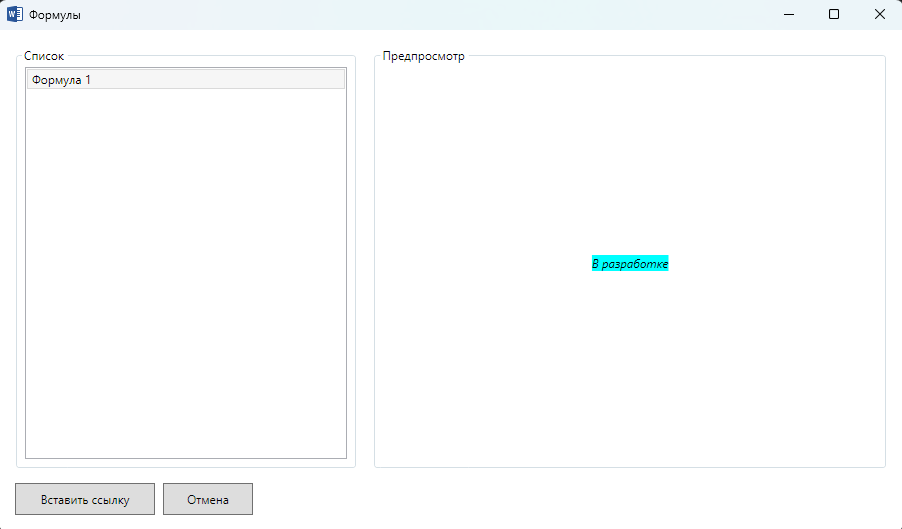 Формулы
Список
Формула 1
Предпросмотр
В разработке
Вставить ссылку
Отмена